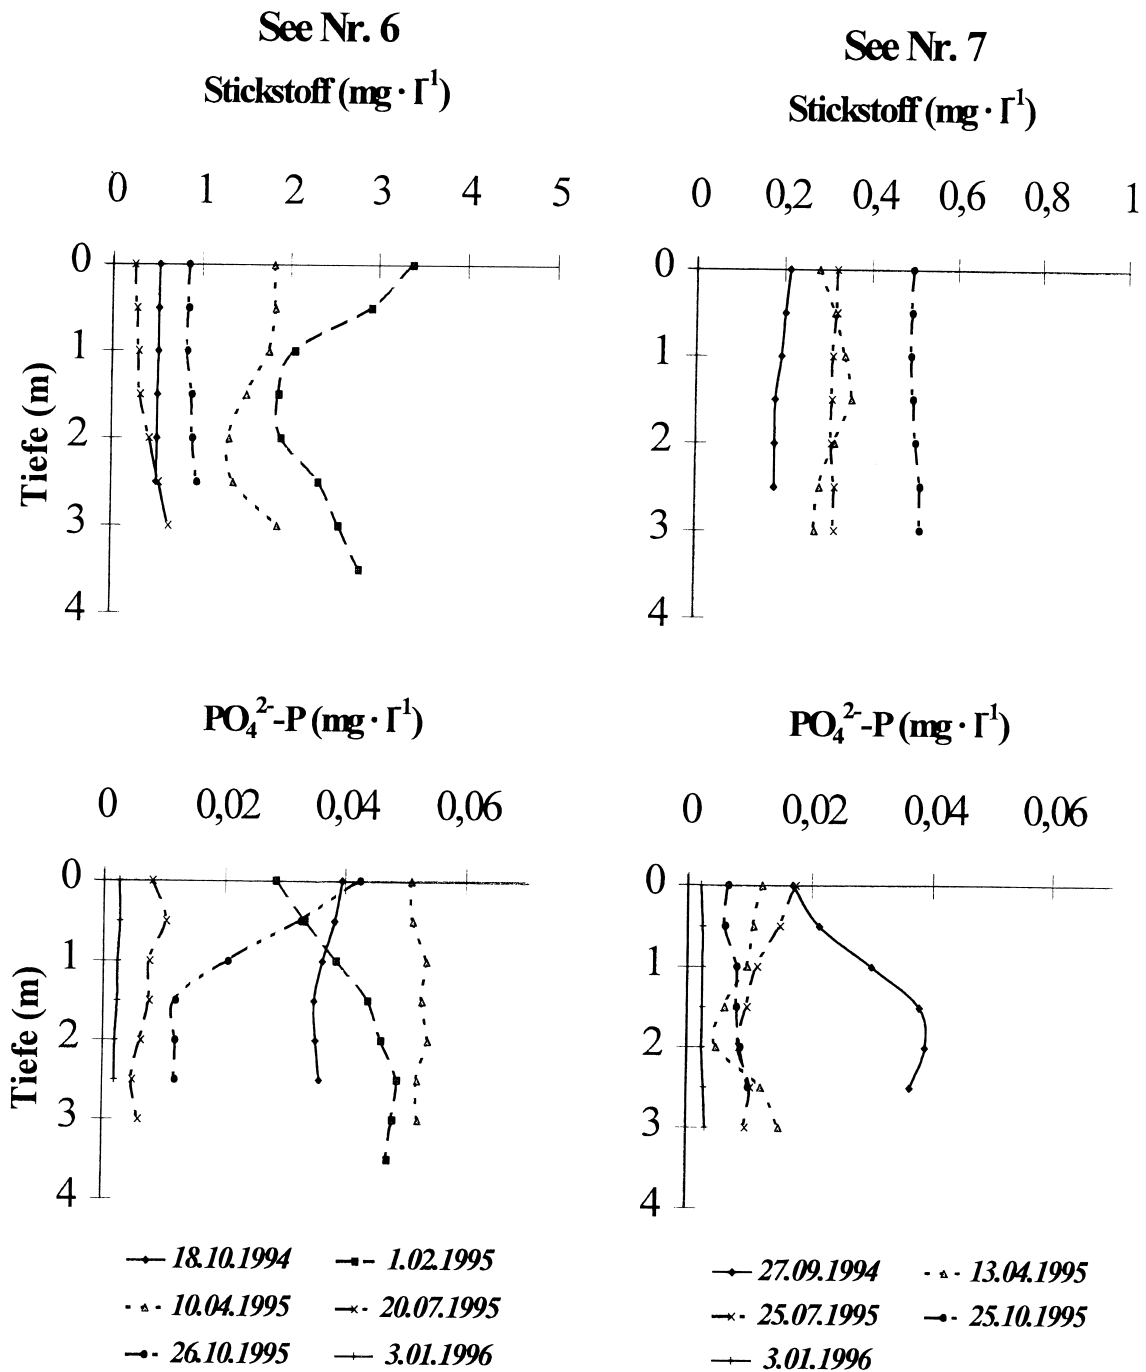 See Nr. 6
Stickstoff (mg · l⁻¹)
0 1 2 3 4 5
0
1
2
3
4
Tiefe (m)
See Nr. 7
Stickstoff (mg · l⁻¹)
0 0,2 0,4 0,6 0,8 1
0
1
2
3
4
PO₄²⁻-P (mg · l⁻¹)
0 0,02 0,04 0,06
0
1
2
3
4
Tiefe (m)
18.10.1994 1.02.1995
10.04.1995 20.07.1995
26.10.1995 3.01.1996
PO₄²⁻-P (mg · l⁻¹)
0 0,02 0,04 0,06
0
1
2
3
4
27.09.1994 13.04.1995
25.07.1995 25.10.1995
3.01.1996